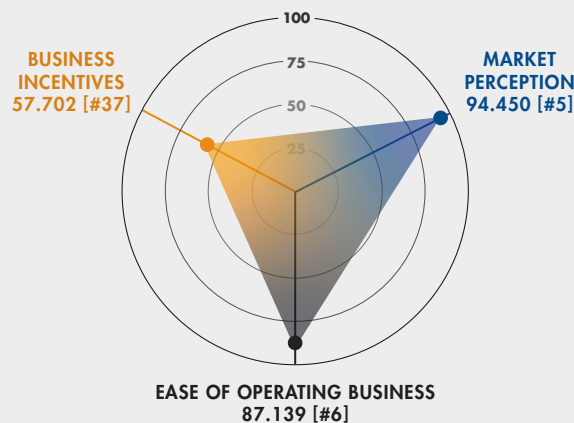 100
75
50
25
BUSINESS
INCENTIVES
57.702 [#37]
MARKET
PERCEPTION
94.450 [#5]
EASE OF OPERATING BUSINESS
87.139 [#6]